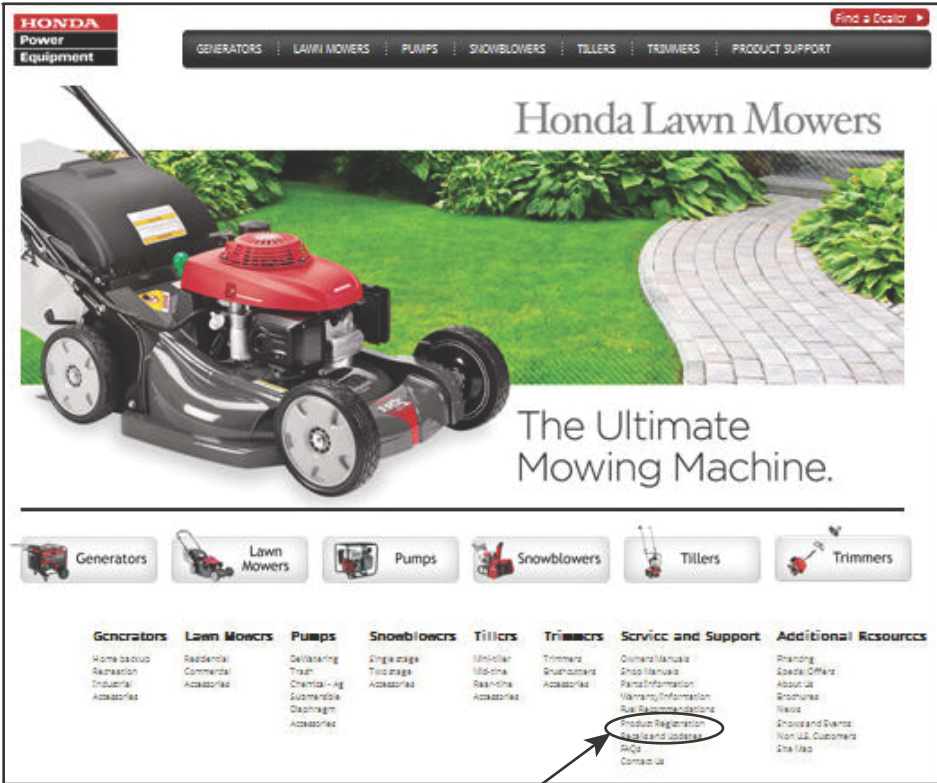 HONDA
Power
Equipment
Find a Dealer
GENERATORS LAWN MOWERS PUMPS SNOWBLOWERS TILLERS TRIMMERS PRODUCT SUPPORT
Honda Lawn Mowers
The Ultimate
Mowing Machine.
Generators
Lawn
Mowers
Pumps
Snowblowers
Tillers
Trimmers
Generators Lawn Mowers Pumps Snowblowers Tillers Trimmers Service and Support Additional Resources
Home backup Residential DeWatering Single stage Mini-tiller Trimmers Owners Manuals Financing
Recreation Commercial Trash Two stage Mid-tine Brushcutters Shop Manuals Special Offers
Industrial Accessories Chemical - Ag Accessories Rear-tine Accessories Parts Information About Us
Accessories Submersible Accessories Warranty Information Brochures
Diaphragm Fuel Recommendations News
Accessories Product Registration Shows and Events
Recalls and Updates Non U.S. Customers
FAQs Site Map
Contact Us